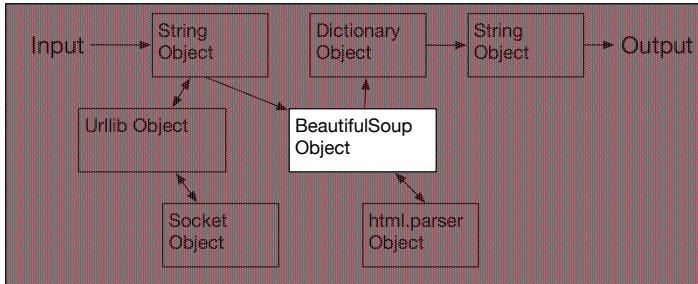 Input
String
Object
Dictionary
Object
String
Object
Output
Urllib Object
BeautifulSoup
Object
Socket
Object
html.parser
Object